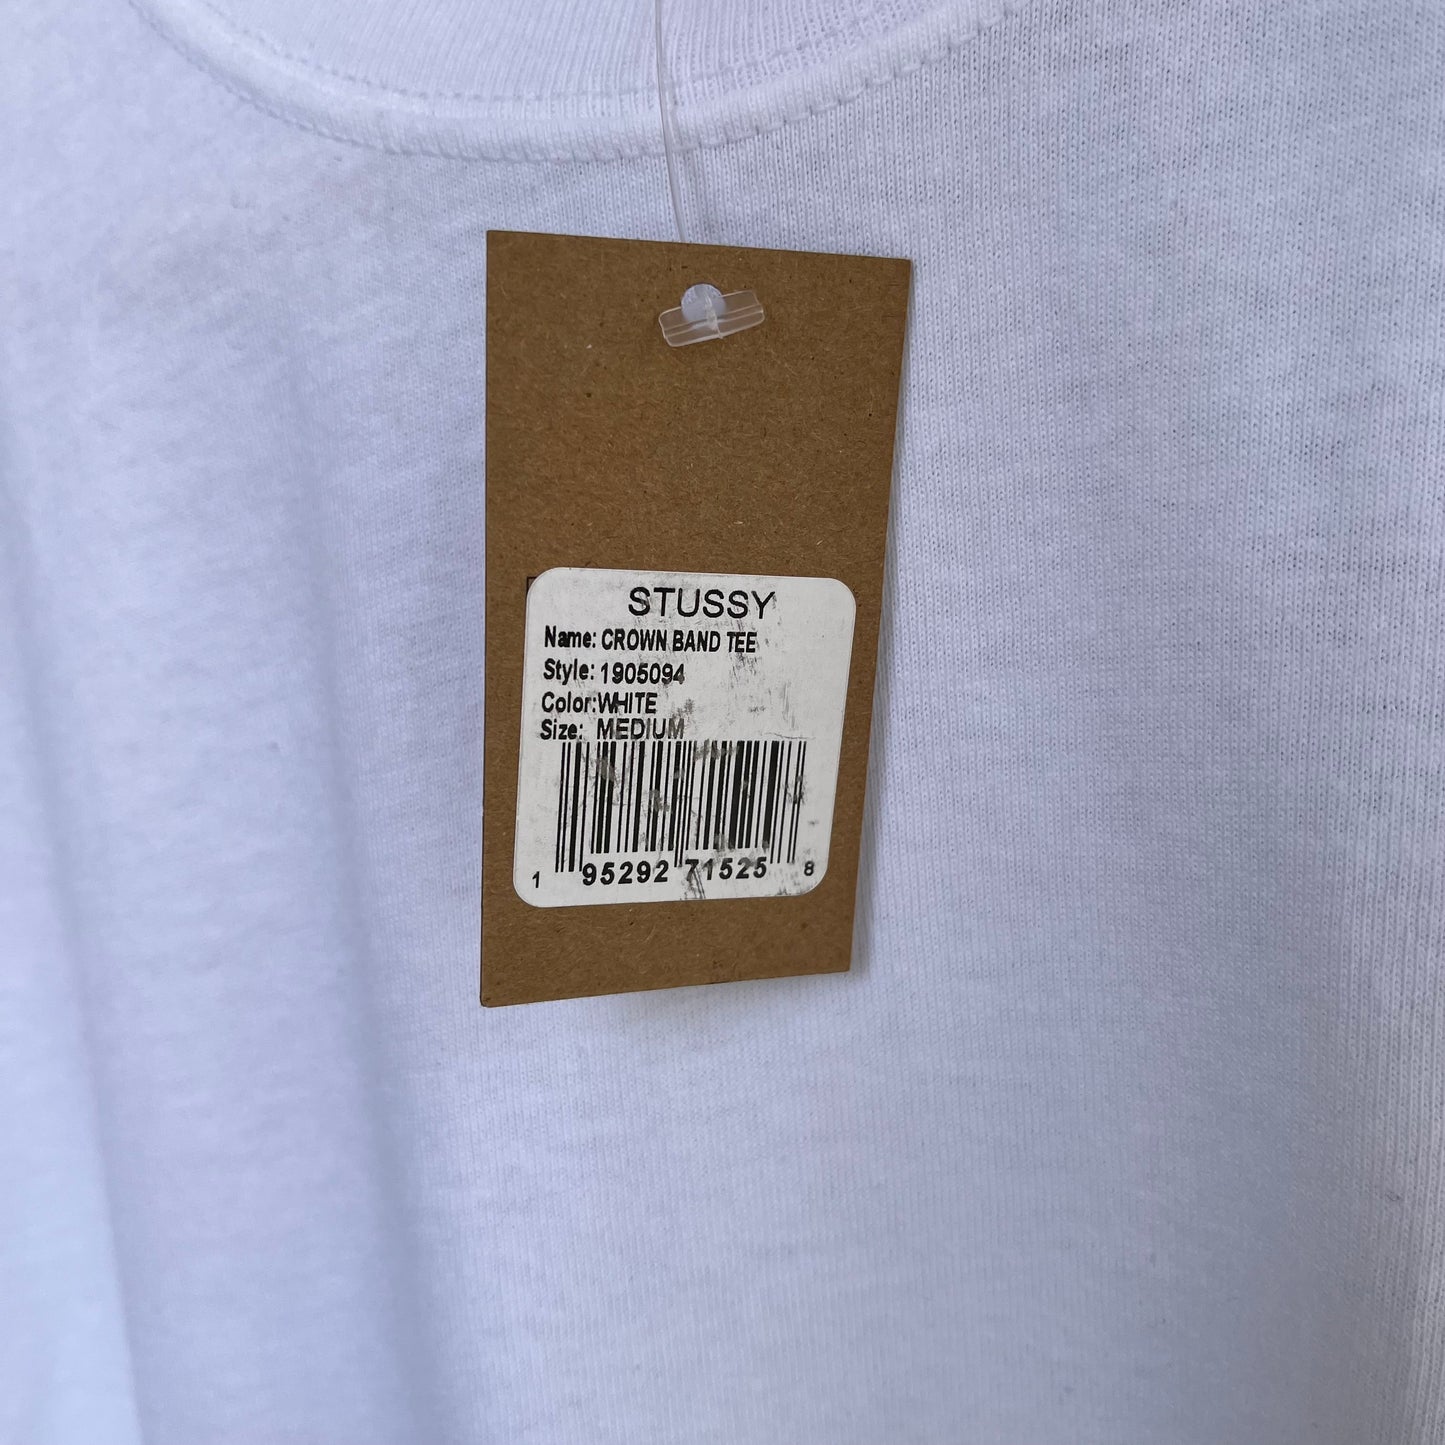 STUSSY
Name: CROWN BAND TEE
Style: 1905094
Color:WHITE
Size: MEDIUM
1 95292 71525 8